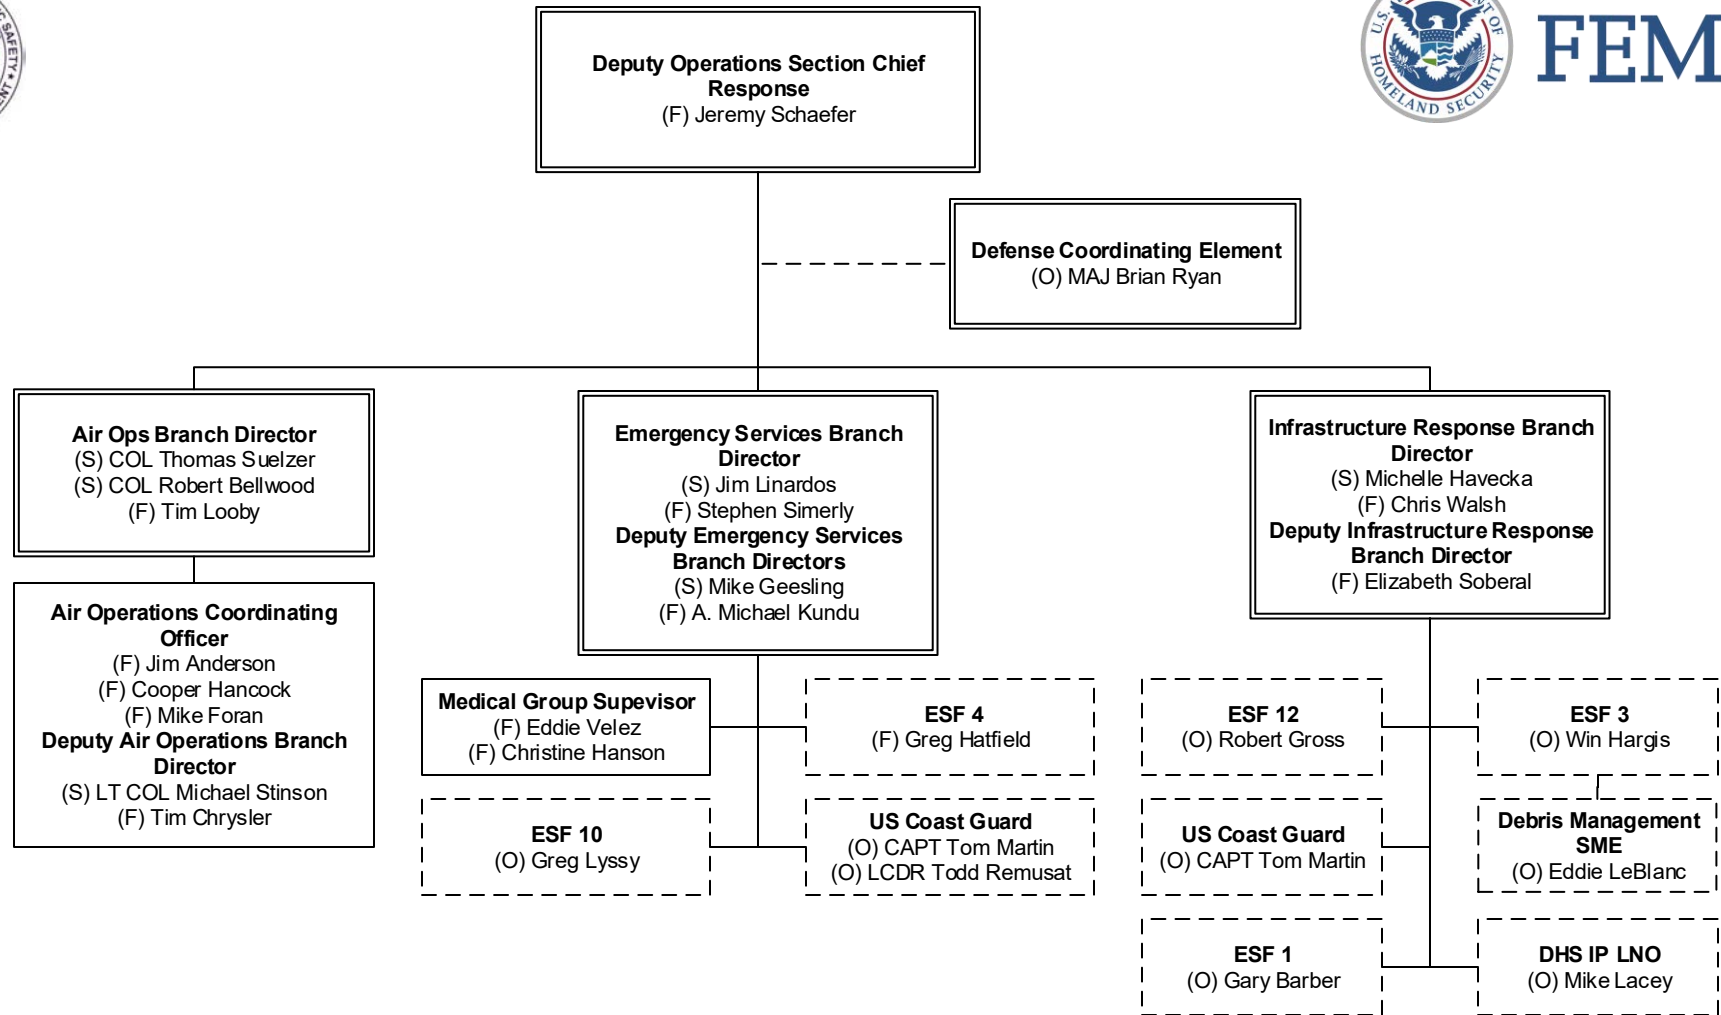 SAFETY
U.S.
NT OF
HOMELAND SECURITY
FEM
Deputy Operations Section Chief
Response
(F) Jeremy Schaefer
Defense Coordinating Element
(O) MAJ Brian Ryan
Air Ops Branch Director
(S) COL Thomas Suelzer
(S) COL Robert Bellwood
(F) Tim Looby
Air Operations Coordinating
Officer
(F) Jim Anderson
(F) Cooper Hancock
(F) Mike Foran
Deputy Air Operations Branch
Director
(S) LT COL Michael Stinson
(F) Tim Chrysler
Emergency Services Branch
Director
(S) Jim Linardos
(F) Stephen Simerly
Deputy Emergency Services
Branch Directors
(S) Mike Geesling
(F) A. Michael Kundu
Medical Group Supevisor
(F) Eddie Velez
(F) Christine Hanson
ESF 4
(F) Greg Hatfield
ESF 10
(O) Greg Lyssy
US Coast Guard
(O) CAPT Tom Martin
(O) LCDR Todd Remusat
Infrastructure Response Branch
Director
(S) Michelle Havecka
(F) Chris Walsh
Deputy Infrastructure Response
Branch Director
(F) Elizabeth Soberal
ESF 12
(O) Robert Gross
ESF 3
(O) Win Hargis
US Coast Guard
(O) CAPT Tom Martin
Debris Management
SME
(O) Eddie LeBlanc
ESF 1
(O) Gary Barber
DHS IP LNO
(O) Mike Lacey